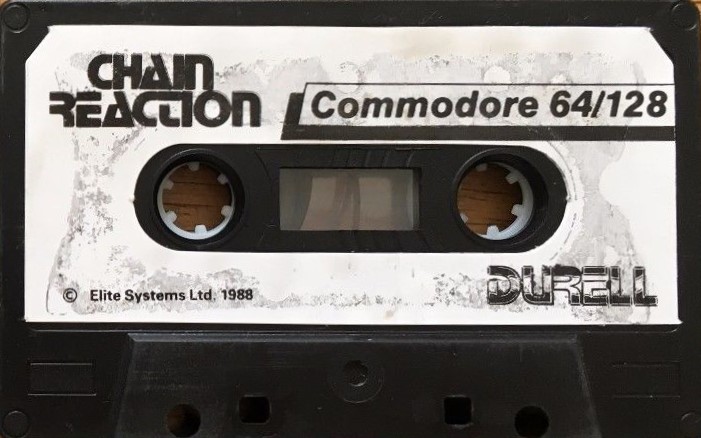 CHAIN
REACTION
Commodore 64/128
© Elite Systems Ltd. 1988
DURELL